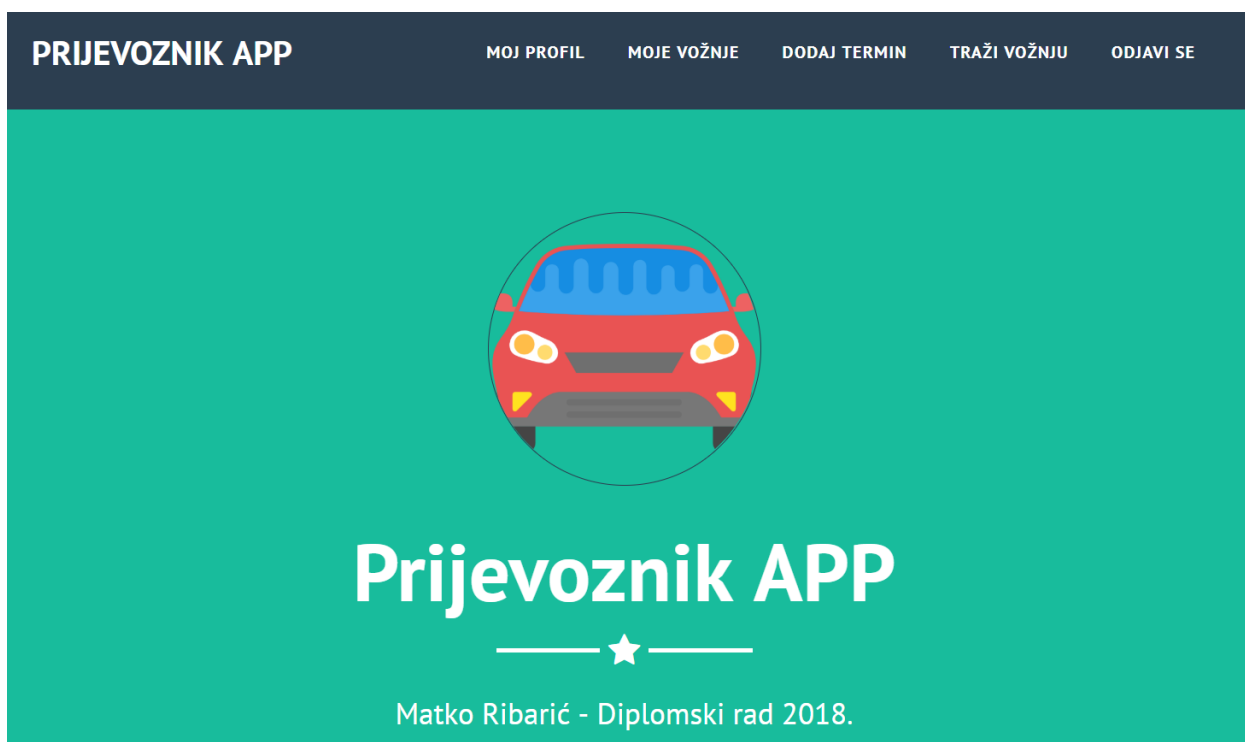 PRIJEVOZNIK APP MOJ PROFIL MOJE VOŽNJE DODAJ TERMIN TRAŽI VOŽNJU ODJAVI SE
Prijevoznik APP
Matko Ribarić - Diplomski rad 2018.